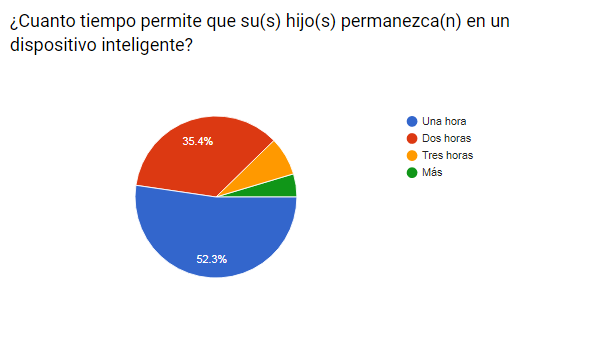 ¿Cuanto tiempo permite que su(s) hijo(s) permanezca(n) en un
dispositivo inteligente?
Una hora
Dos horas
Tres horas
Más
35.4%
52.3%